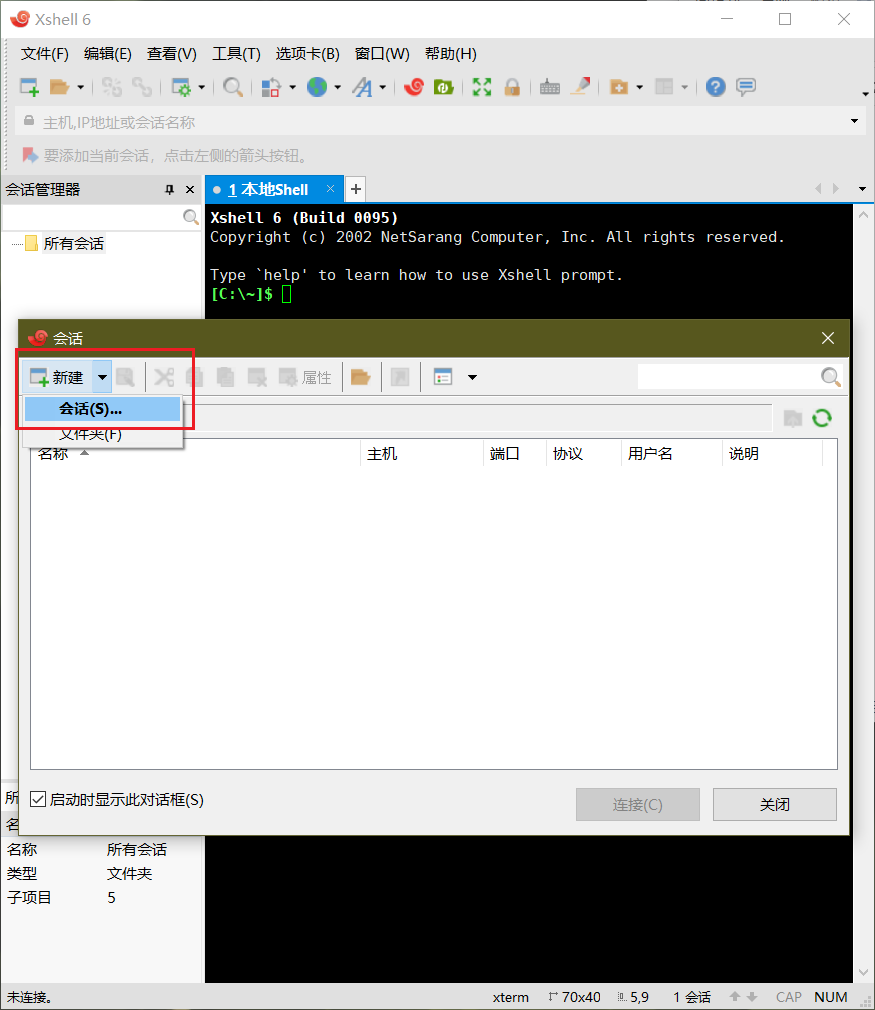 Xshell 6
文件(F) 编辑(E) 查看(V) 工具(T) 选项卡(B) 窗口(W) 帮助(H)
主机,IP地址或会话名称
要添加当前会话，点击左侧的箭头按钮。
会话管理器
1 本地Shell
所有会话
Xshell 6 (Build 0095)
Copyright (c) 2002 NetSarang Computer, Inc. All rights reserved.
Type `help' to learn how to use Xshell prompt.
[C:\~]$
会话
新建 属性
会话(S)...
文件夹(F)
名称 主机 端口 协议 用户名 说明
启动时显示此对话框(S)
连接(C) 关闭
所
名称 所有会话
类型 文件夹
子项目 5
未连接。 xterm 70x40 5,9 1 会话 CAP NUM